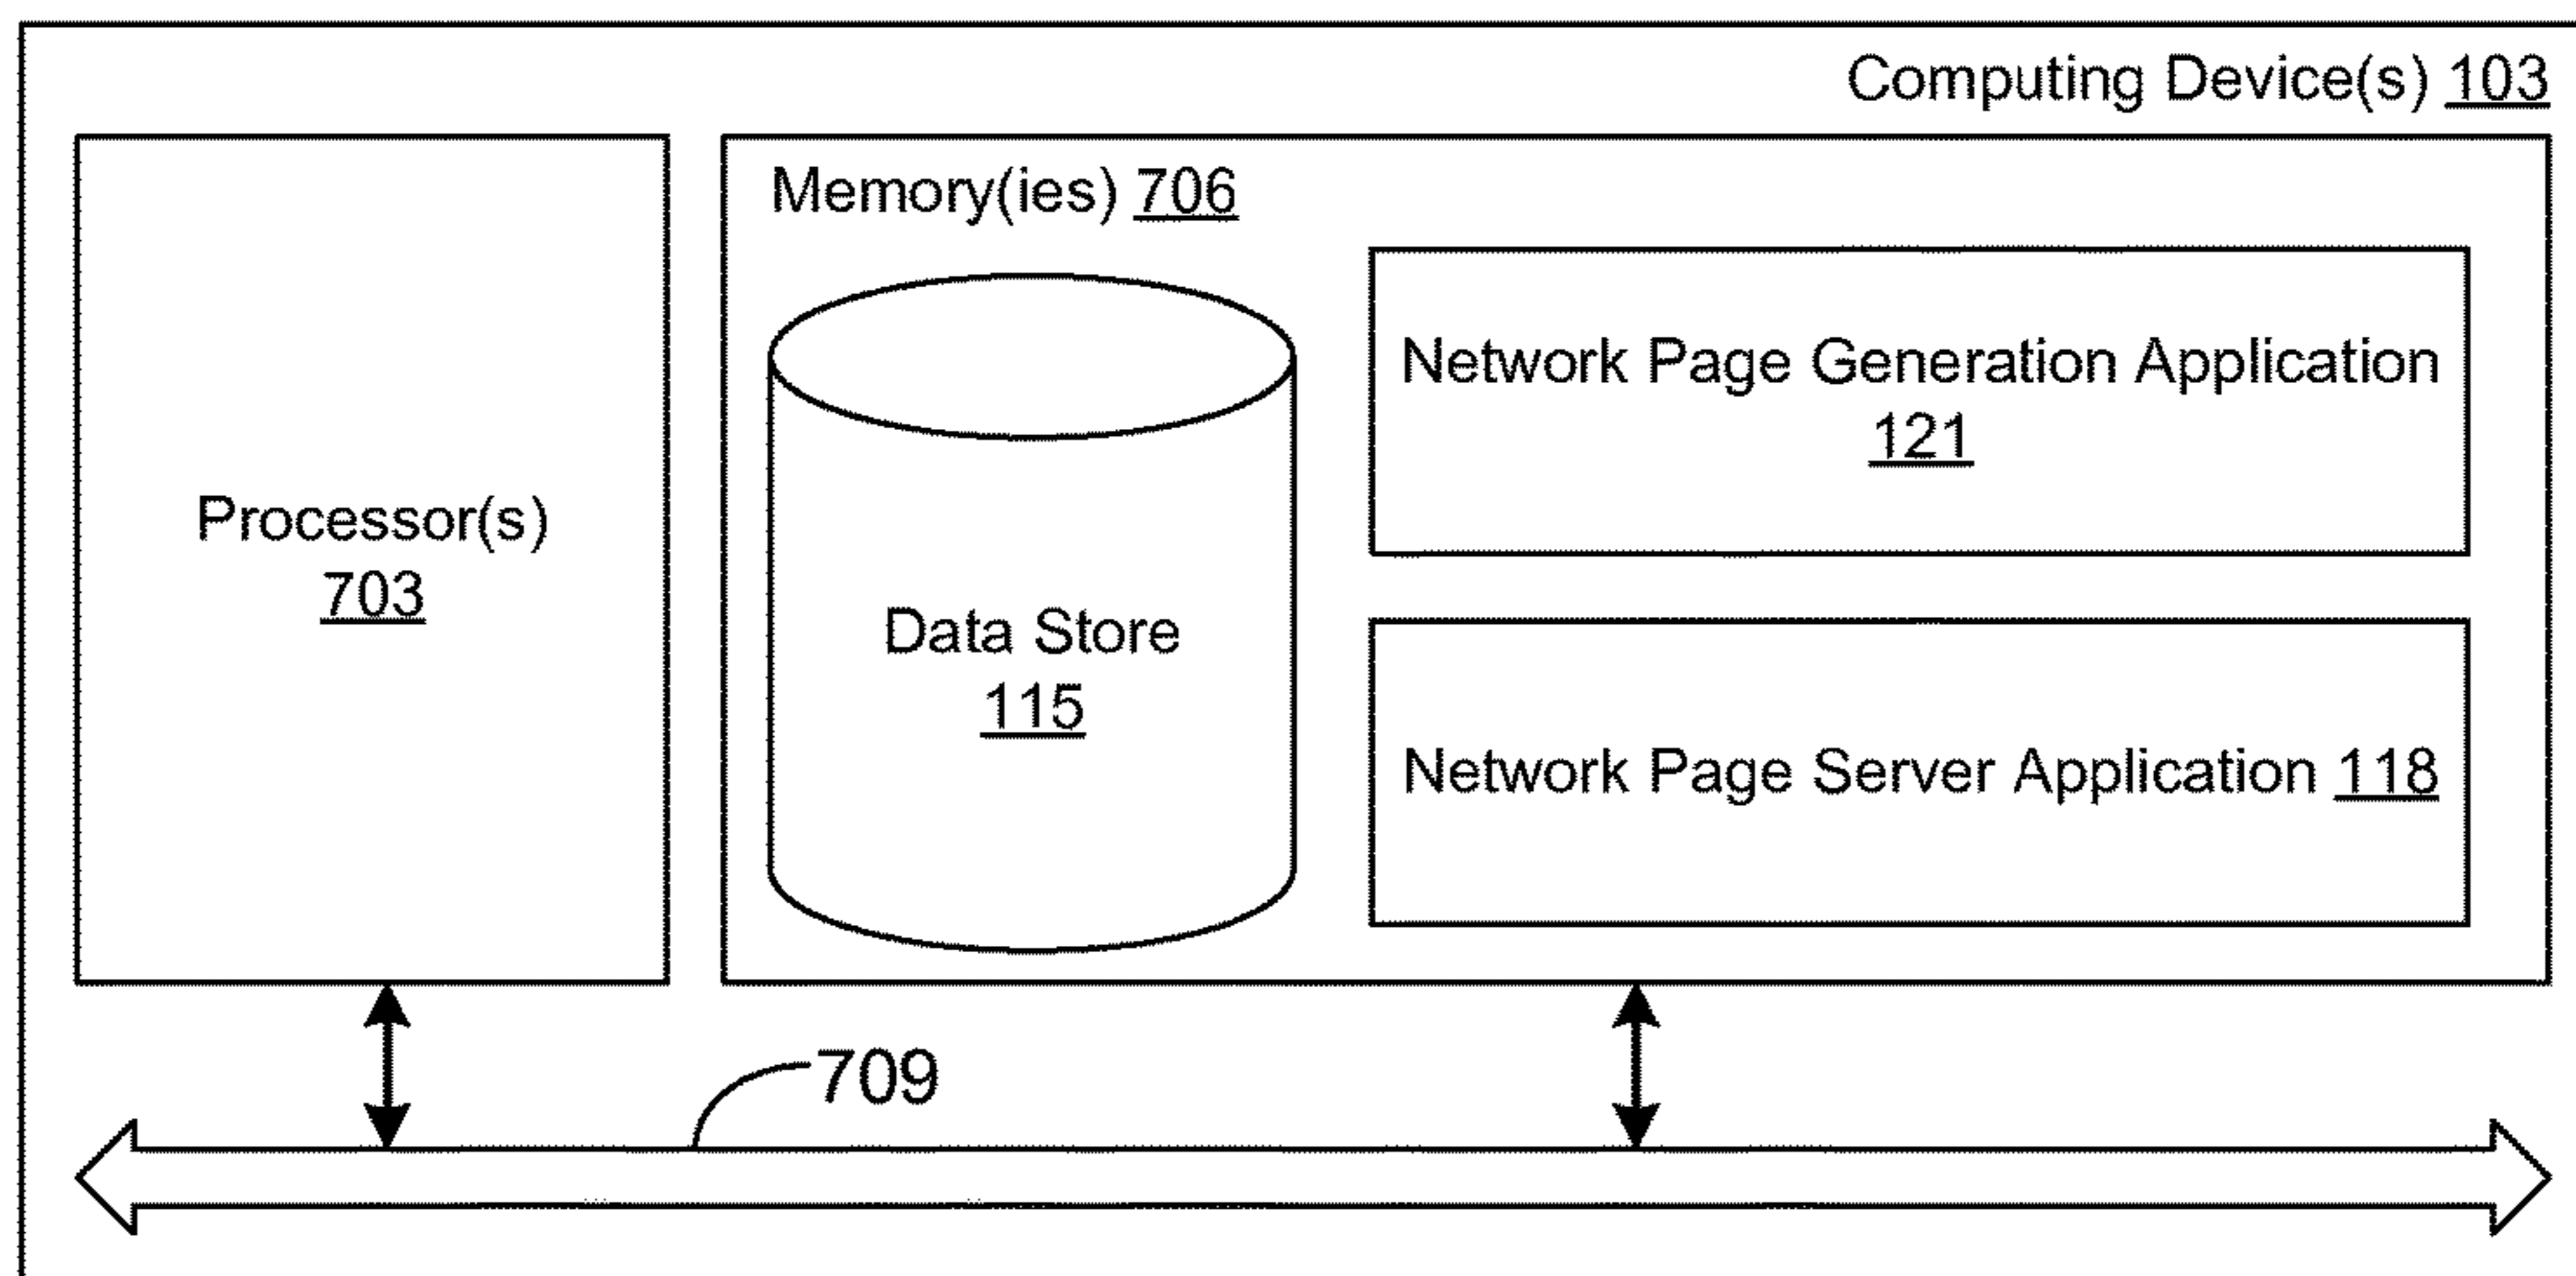 Computing Device(s) 103
Memory(ies) 706
Network Page Generation Application
121
Processor(s)
703
Data Store
115
Network Page Server Application 118
709